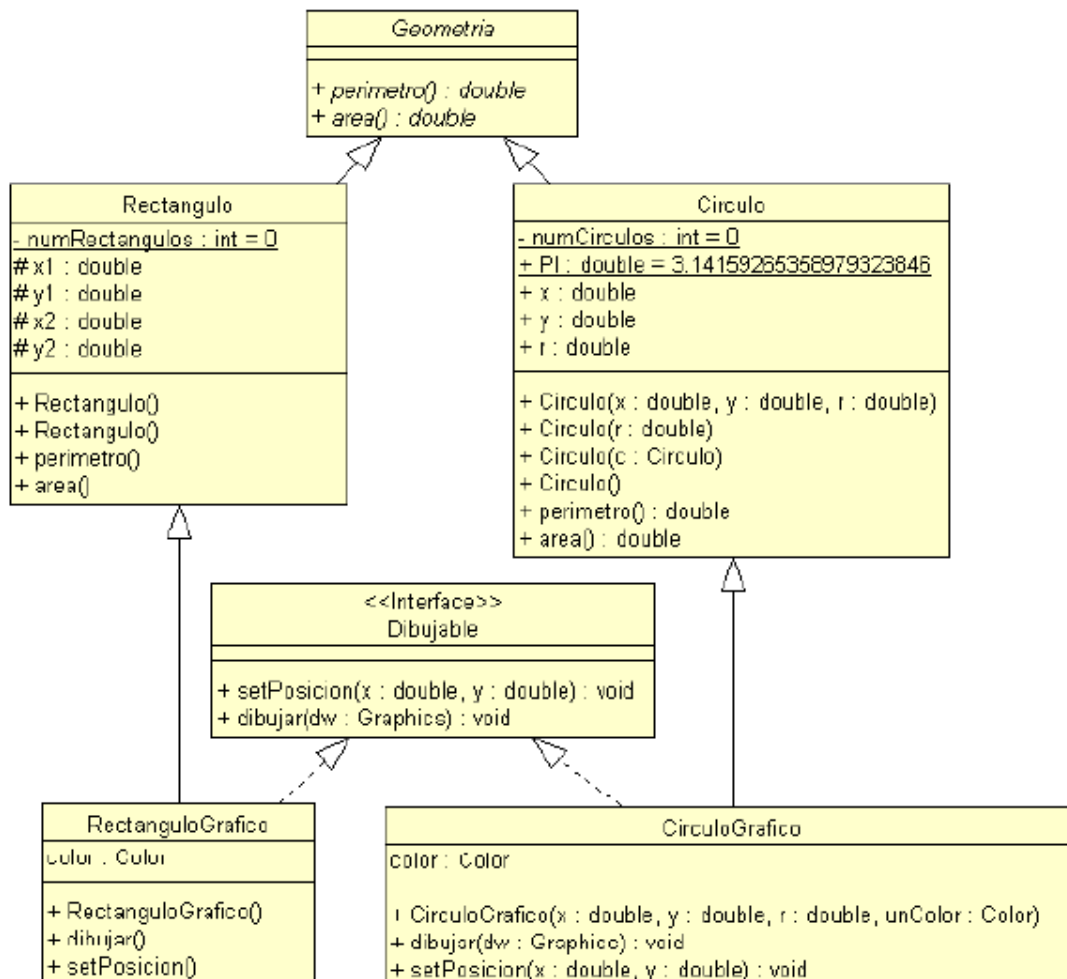 Geometria
+ perimetro() : double
+ area() : double
Rectangulo
- numRectangulos : int = 0
# x1 : double
# y1 : double
# x2 : double
# y2 : double
+ Rectangulo()
+ Rectangulo()
+ perimetro()
+ area()
Circulo
- numCirculos : int = 0
+ PI : double = 3.14159265358979323846
+ x : double
+ y : double
+ r : double
+ Circulo(x : double, y : double, r : double)
+ Circulo(r : double)
+ Circulo(c : Circulo)
+ Circulo()
+ perimetro() : double
+ area() : double
<<Interface>>
Dibujable
+ setPosicion(x : double, y : double) : void
+ dibujar(dw : Graphics) : void
RectanguloGrafico
color : Color
+ RectanguloGrafico()
+ dibujar()
+ setPosicion()
CirculoGrafico
color : Color
+ CirculoGrafico(x : double, y : double, r : double, unColor : Color)
+ dibujar(dw : Graphics) : void
+ setPosicion(x : double, y : double) : void